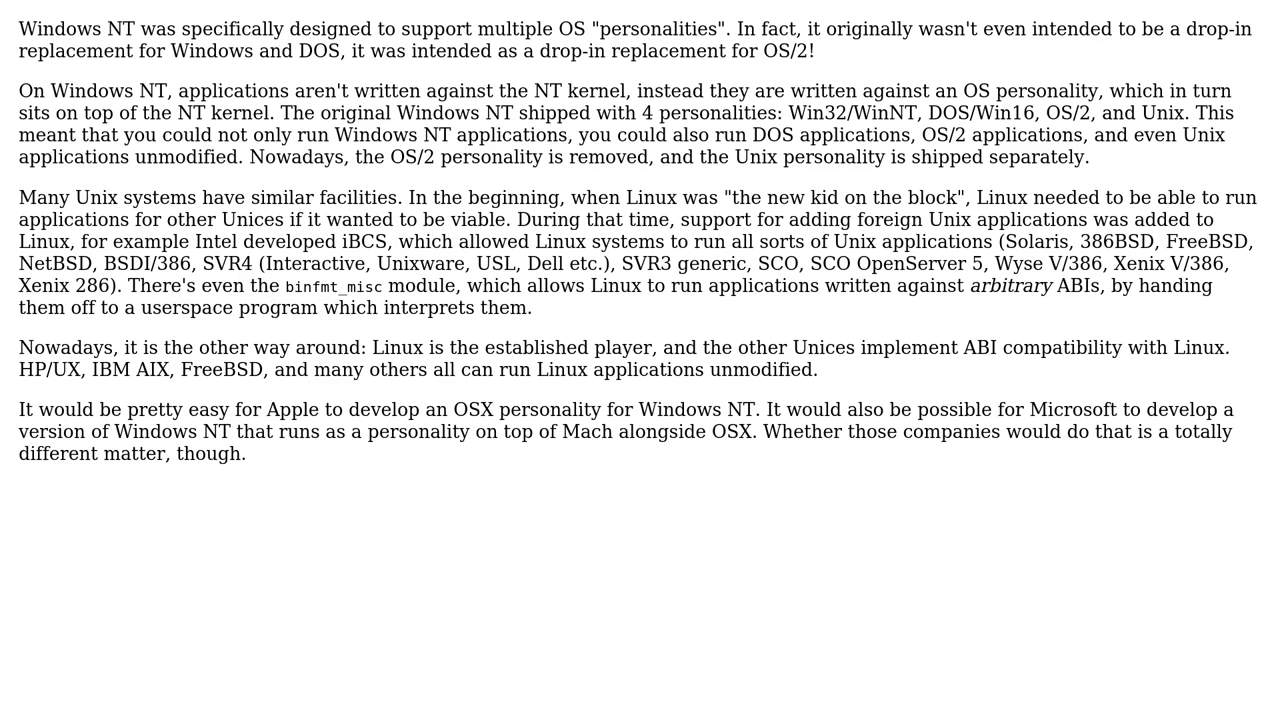 Windows NT was specifically designed to support multiple OS "personalities". In fact, it originally wasn't even intended to be a drop-in
replacement for Windows and DOS, it was intended as a drop-in replacement for OS/2!
On Windows NT, applications aren't written against the NT kernel, instead they are written against an OS personality, which in turn
sits on top of the NT kernel. The original Windows NT shipped with 4 personalities: Win32/WinNT, DOS/Win16, OS/2, and Unix. This
meant that you could not only run Windows NT applications, you could also run DOS applications, OS/2 applications, and even Unix
applications unmodified. Nowadays, the OS/2 personality is removed, and the Unix personality is shipped separately.
Many Unix systems have similar facilities. In the beginning, when Linux was "the new kid on the block", Linux needed to be able to run
applications for other Unices if it wanted to be viable. During that time, support for adding foreign Unix applications was added to
Linux, for example Intel developed iBCS, which allowed Linux systems to run all sorts of Unix applications (Solaris, 386BSD, FreeBSD,
NetBSD, BSDI/386, SVR4 (Interactive, Unixware, USL, Dell etc.), SVR3 generic, SCO, SCO OpenServer 5, Wyse V/386, Xenix V/386,
Xenix 286). There's even the binfmt_misc module, which allows Linux to run applications written against arbitrary ABIs, by handing
them off to a userspace program which interprets them.
Nowadays, it is the other way around: Linux is the established player, and the other Unices implement ABI compatibility with Linux.
HP/UX, IBM AIX, FreeBSD, and many others all can run Linux applications unmodified.
It would be pretty easy for Apple to develop an OSX personality for Windows NT. It would also be possible for Microsoft to develop a
version of Windows NT that runs as a personality on top of Mach alongside OSX. Whether those companies would do that is a totally
different matter, though.